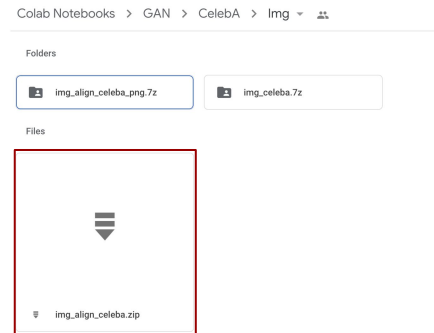 Colab Notebooks > GAN > CelebA > Img
Folders
img_align_celeba_png.7z
img_celeba.7z
Files
img_align_celeba.zip